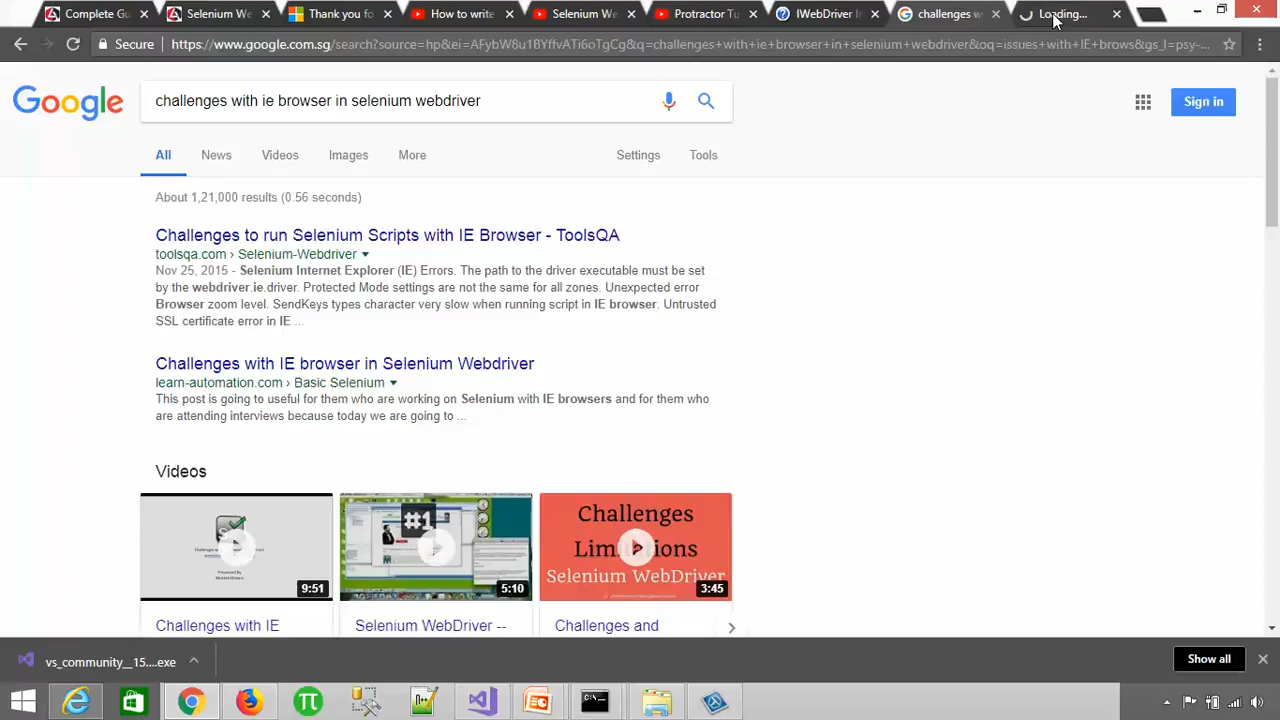 Complete Gu
Selenium We
Thank you fo
How to write
Selenium We
Protractor Tu
IWebDriver In
challenges w
Loading...
Secure
https://www.google.com.sg/search?source=hp&ei=AFybW8u1BYffvATi6oTgCg&q=challenges+with+ie+browser+in+selenium+webdriver&oq=issues+with+IE+brows&gs_l=psy-...
Google
challenges with ie browser in selenium webdriver
Sign in
All
News
Videos
Images
More
Settings
Tools
About 1,21,000 results (0.56 seconds)
Challenges to run Selenium Scripts with IE Browser - ToolsQA
toolsqa.com › Selenium-Webdriver
Nov 25, 2015 - Selenium Internet Explorer (IE) Errors. The path to the driver executable must be set
by the webdriver.ie.driver. Protected Mode settings are not the same for all zones. Unexpected error
Browser zoom level. SendKeys types character very slow when running script in IE browser. Untrusted
SSL certificate error in IE ...
Challenges with IE browser in Selenium Webdriver
learn-automation.com › Basic Selenium
This post is going to useful for them who are working on Selenium with IE browsers and for them who
are attending interviews because today we are going to ...
Videos
9:51
#1
5:10
Challenges
Limitations
Selenium WebDriver
3:45
Challenges with IE
Selenium WebDriver --
Challenges and
vs_community__15....exe
Show all